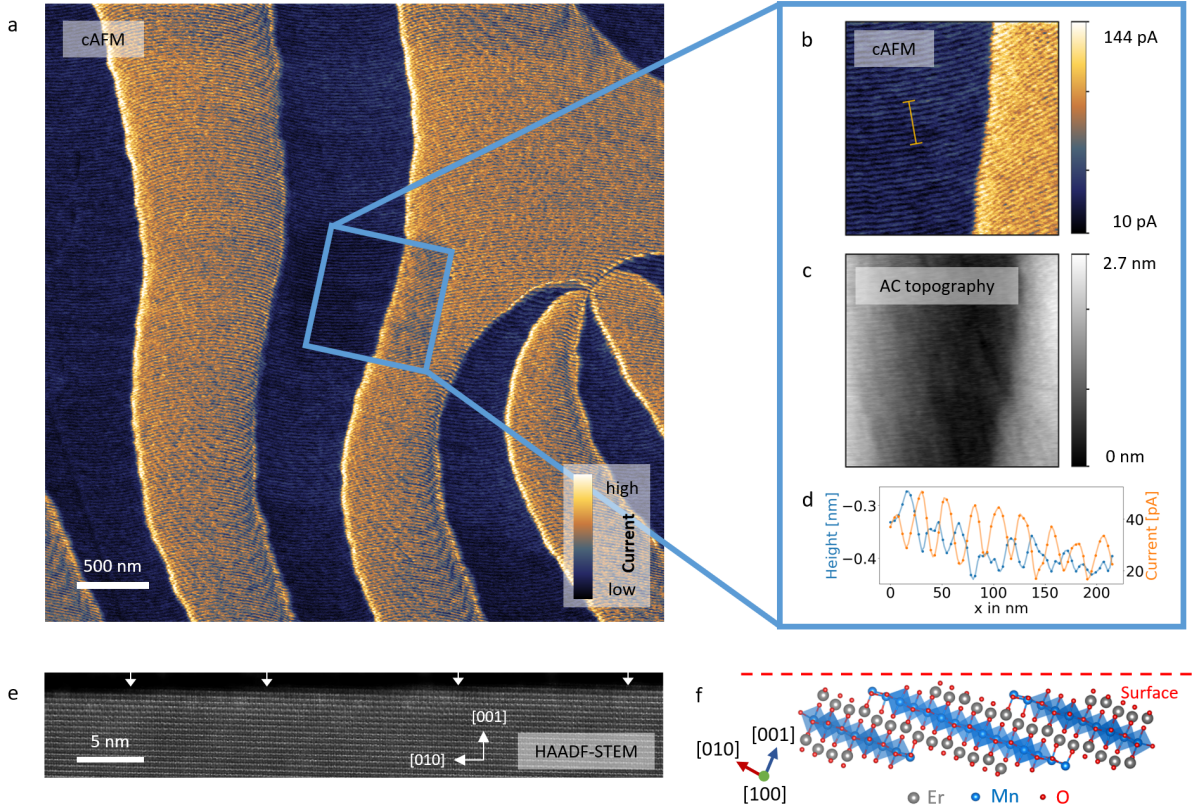 a
cAFM
500 nm
high
Current
low
b
cAFM
144 pA
10 pA
c
AC topography
2.7 nm
0 nm
d
Height [nm]
−0.3
−0.4
40
20
Current [pA]
0 50 100 150 200
x in nm
e
5 nm
[001]
[010]
HAADF-STEM
f
Surface
[010]
[001]
[100]
Er Mn O